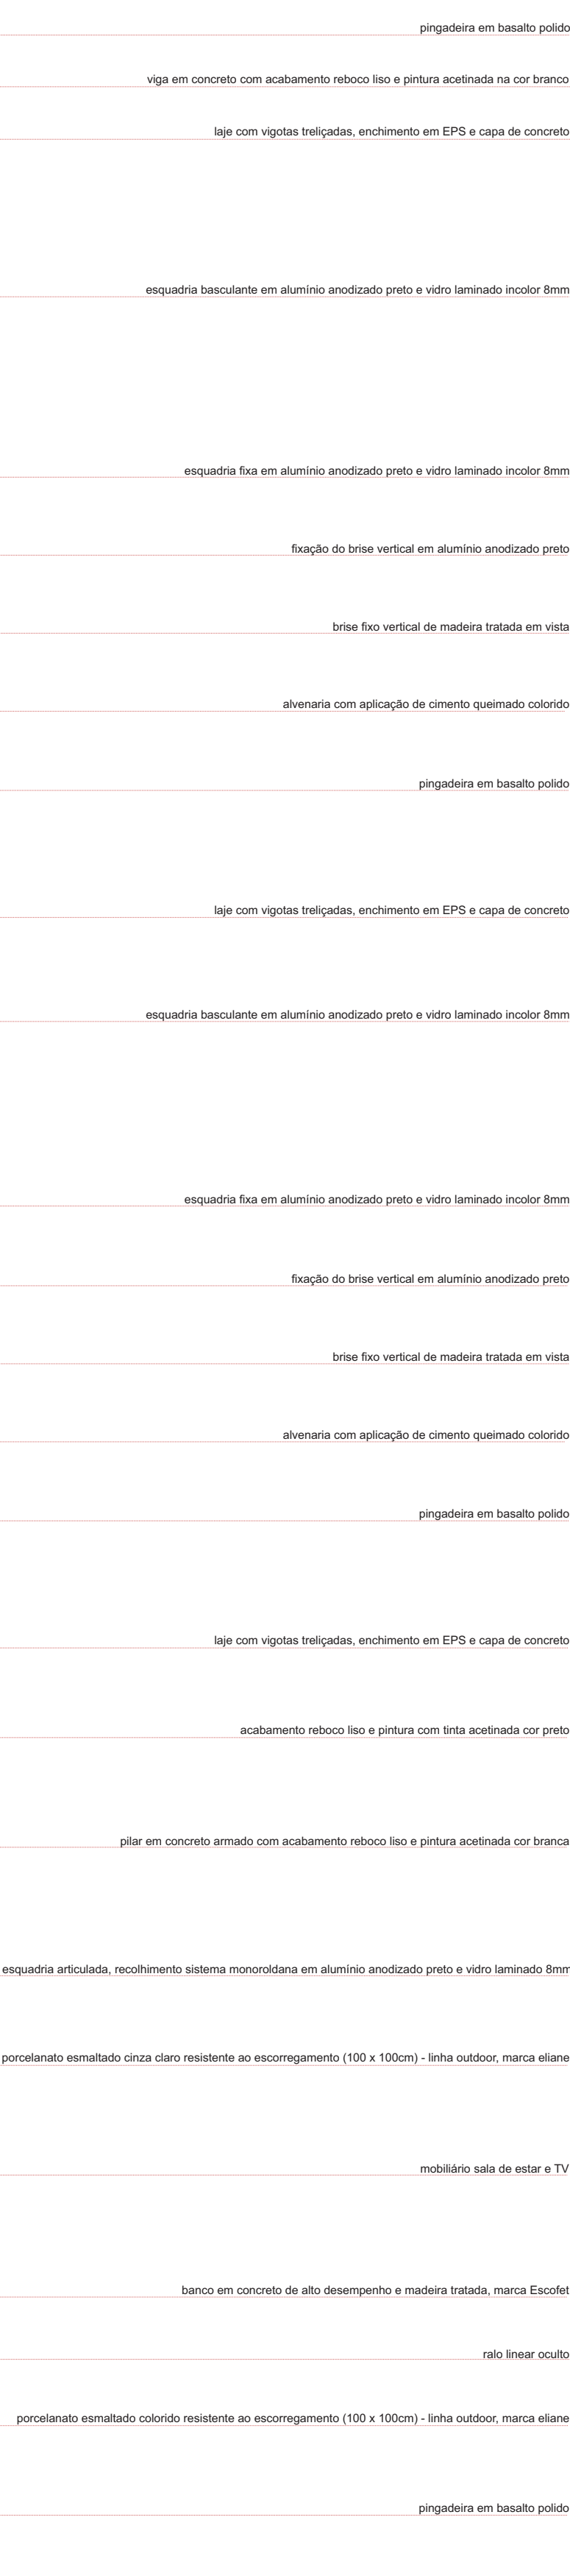 pingadeira em basalto polido
viga em concreto com acabamento reboco liso e pintura acetinada na cor branco
laje com vigotas treliçadas, enchimento em EPS e capa de concreto
esquadria basculante em alumínio anodizado preto e vidro laminado incolor 8mm
esquadria fixa em alumínio anodizado preto e vidro laminado incolor 8mm
fixação do brise vertical em alumínio anodizado preto
brise fixo vertical de madeira tratada em vista
alvenaria com aplicação de cimento queimado colorido
pingadeira em basalto polido
laje com vigotas treliçadas, enchimento em EPS e capa de concreto
esquadria basculante em alumínio anodizado preto e vidro laminado incolor 8mm
esquadria fixa em alumínio anodizado preto e vidro laminado incolor 8mm
fixação do brise vertical em alumínio anodizado preto
brise fixo vertical de madeira tratada em vista
alvenaria com aplicação de cimento queimado colorido
pingadeira em basalto polido
laje com vigotas treliçadas, enchimento em EPS e capa de concreto
acabamento reboco liso e pintura com tinta acetinada cor preto
pilar em concreto armado com acabamento reboco liso e pintura acetinada cor branca
esquadria articulada, recolhimento sistema monoroldana em alumínio anodizado preto e vidro laminado 8mm
porcelanato esmaltado cinza claro resistente ao escorregamento (100 x 100cm) - linha outdoor, marca eliane
mobiliário sala de estar e TV
banco em concreto de alto desempenho e madeira tratada, marca Escofet
ralo linear oculto
porcelanato esmaltado colorido resistente ao escorregamento (100 x 100cm) - linha outdoor, marca eliane
pingadeira em basalto polido